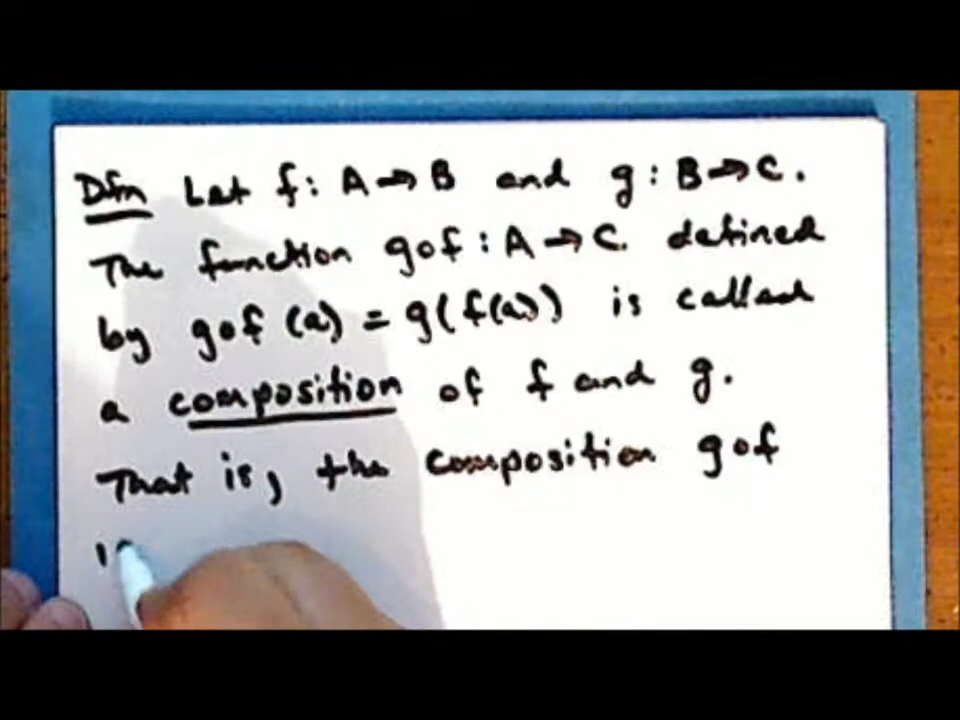 Dfn Let f: A→B and g: B→C.
The function gof: A→C defined
by gof (a) = g(f(a)) is called
a composition of f and g.
That is, the composition gof